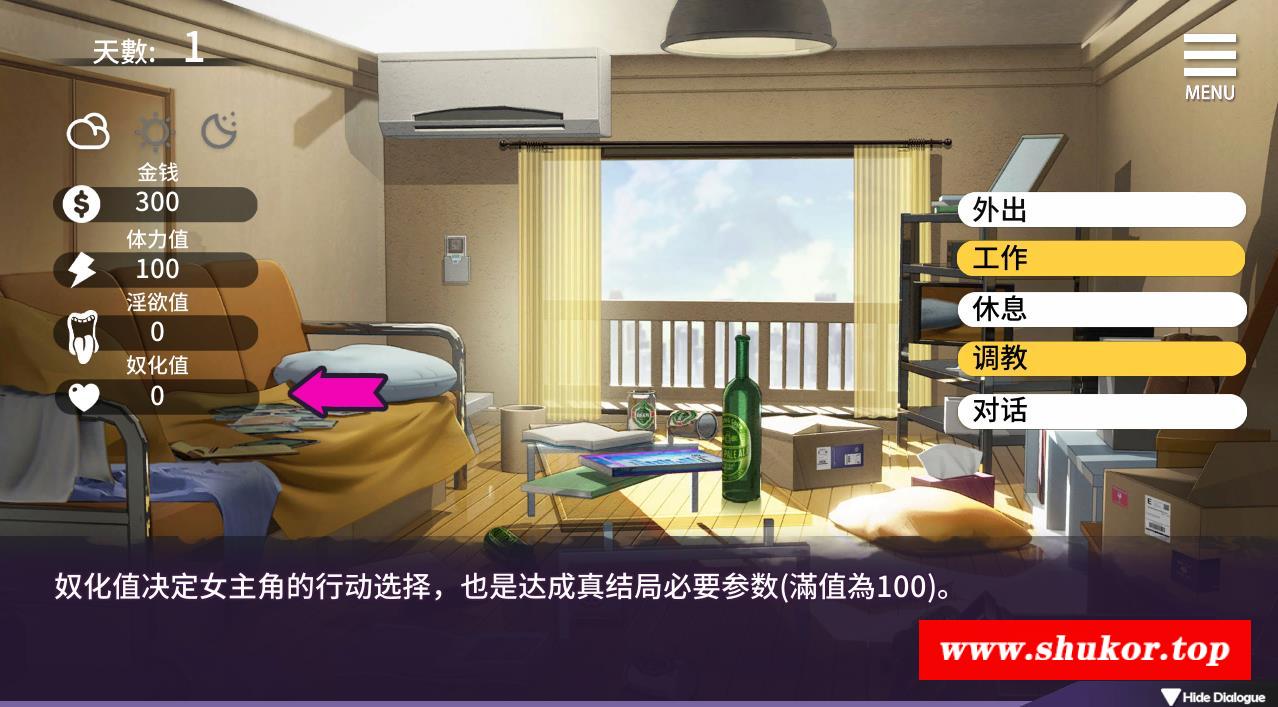 天數: 1
MENU
金钱
300
体力值
100
淫欲值
0
奴化值
0
外出
工作
休息
调教
对话
PALE AL
奴化值决定女主角的行动选择，也是达成真结局必要参数(滿值為100)。
www.shukor.top
Hide Dialogue